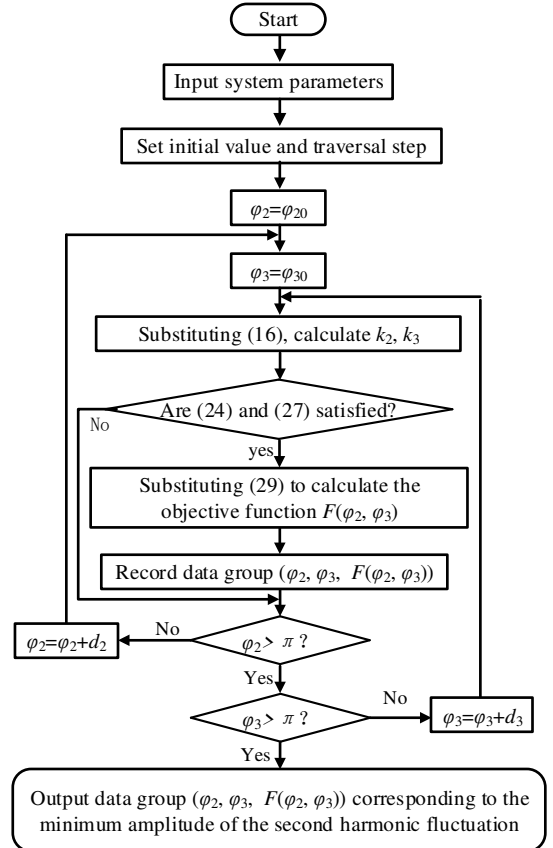 Start
Input system parameters
Set initial value and traversal step
φ₂=φ₂₀
φ₃=φ₃₀
Substituting (16), calculate k₂, k₃
Are (24) and (27) satisfied?
No
yes
Substituting (29) to calculate the
objective function F(φ₂, φ₃)
Record data group (φ₂, φ₃, F(φ₂, φ₃))
φ₂=φ₂+d₂
No
φ₂> π ?
Yes
φ₃> π ?
No
φ₃=φ₃+d₃
Yes
Output data group (φ₂, φ₃, F(φ₂, φ₃)) corresponding to the
minimum amplitude of the second harmonic fluctuation